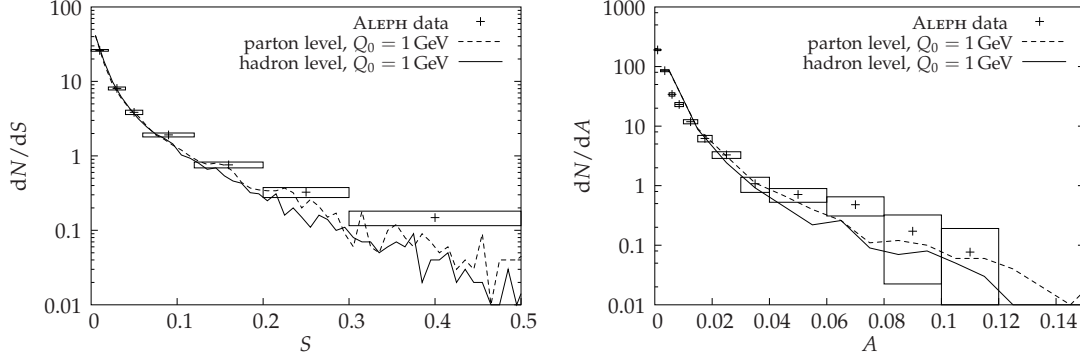 100
10
1
0.1
0.01
0
0.1
0.2
0.3
0.4
0.5
dN/dS
S
ALEPH data
parton level, Q₀ = 1 GeV
hadron level, Q₀ = 1 GeV
1000
100
10
1
0.1
0.01
0
0.02
0.04
0.06
0.08
0.1
0.12
0.14
dN/dA
A
ALEPH data
parton level, Q₀ = 1 GeV
hadron level, Q₀ = 1 GeV